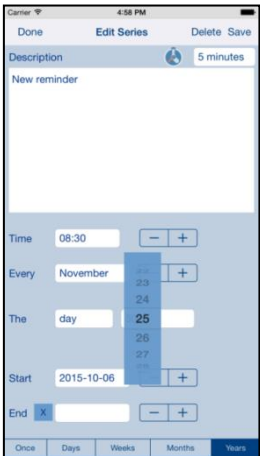 Carrier 4:58 PM
Done Edit Series Delete Save
Description 5 minutes
New reminder
Time 08:30 − +
Every November +
23
24
The day 25
26
27
Start 2015-10-06 +
End X − +
Once Days Weeks Months Years